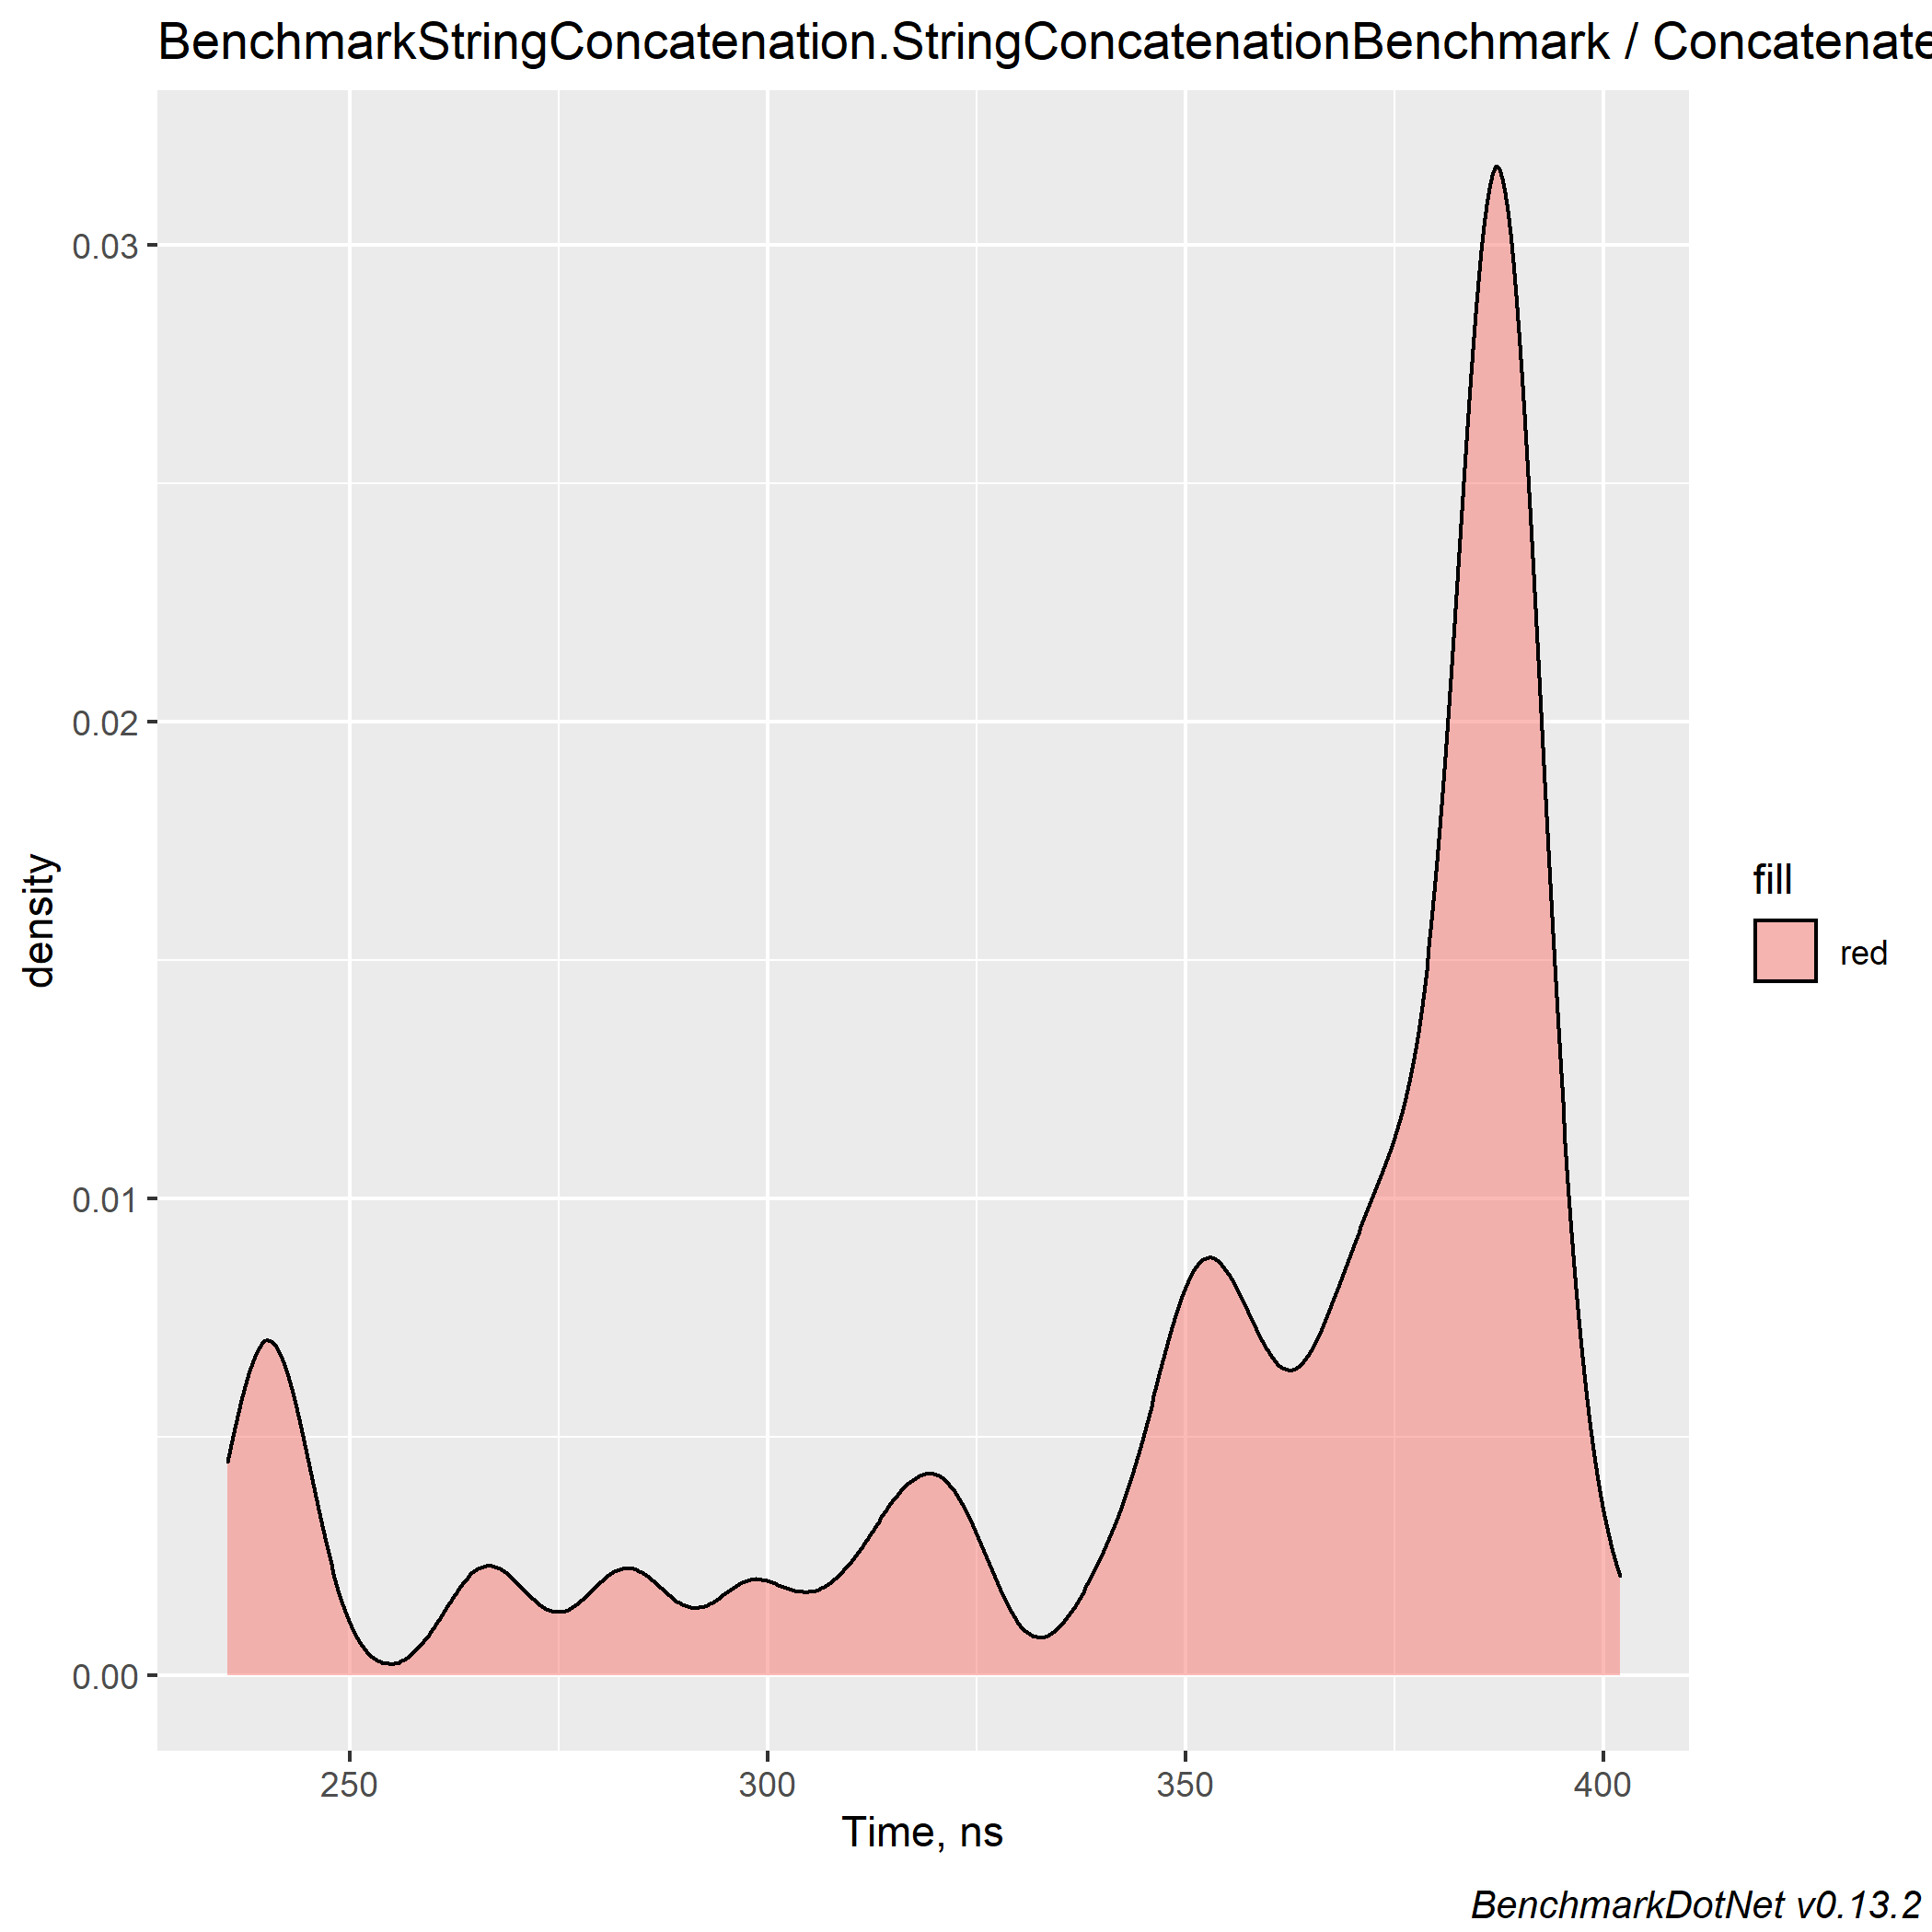 BenchmarkStringConcatenation.StringConcatenationBenchmark / Concatenate
0.03
0.02
0.01
0.00
density
250 300 350 400
Time, ns
fill
red
BenchmarkDotNet v0.13.2